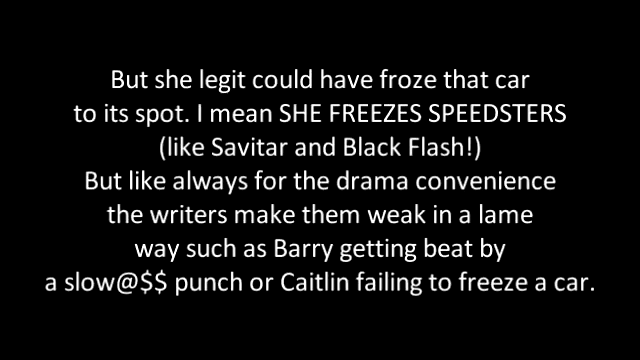 But she legit could have froze that car
to its spot. I mean SHE FREEZES SPEEDSTERS
(like Savitar and Black Flash!)
But like always for the drama convenience
the writers make them weak in a lame
way such as Barry getting beat by
a slow@$$ punch or Caitlin failing to freeze a car.